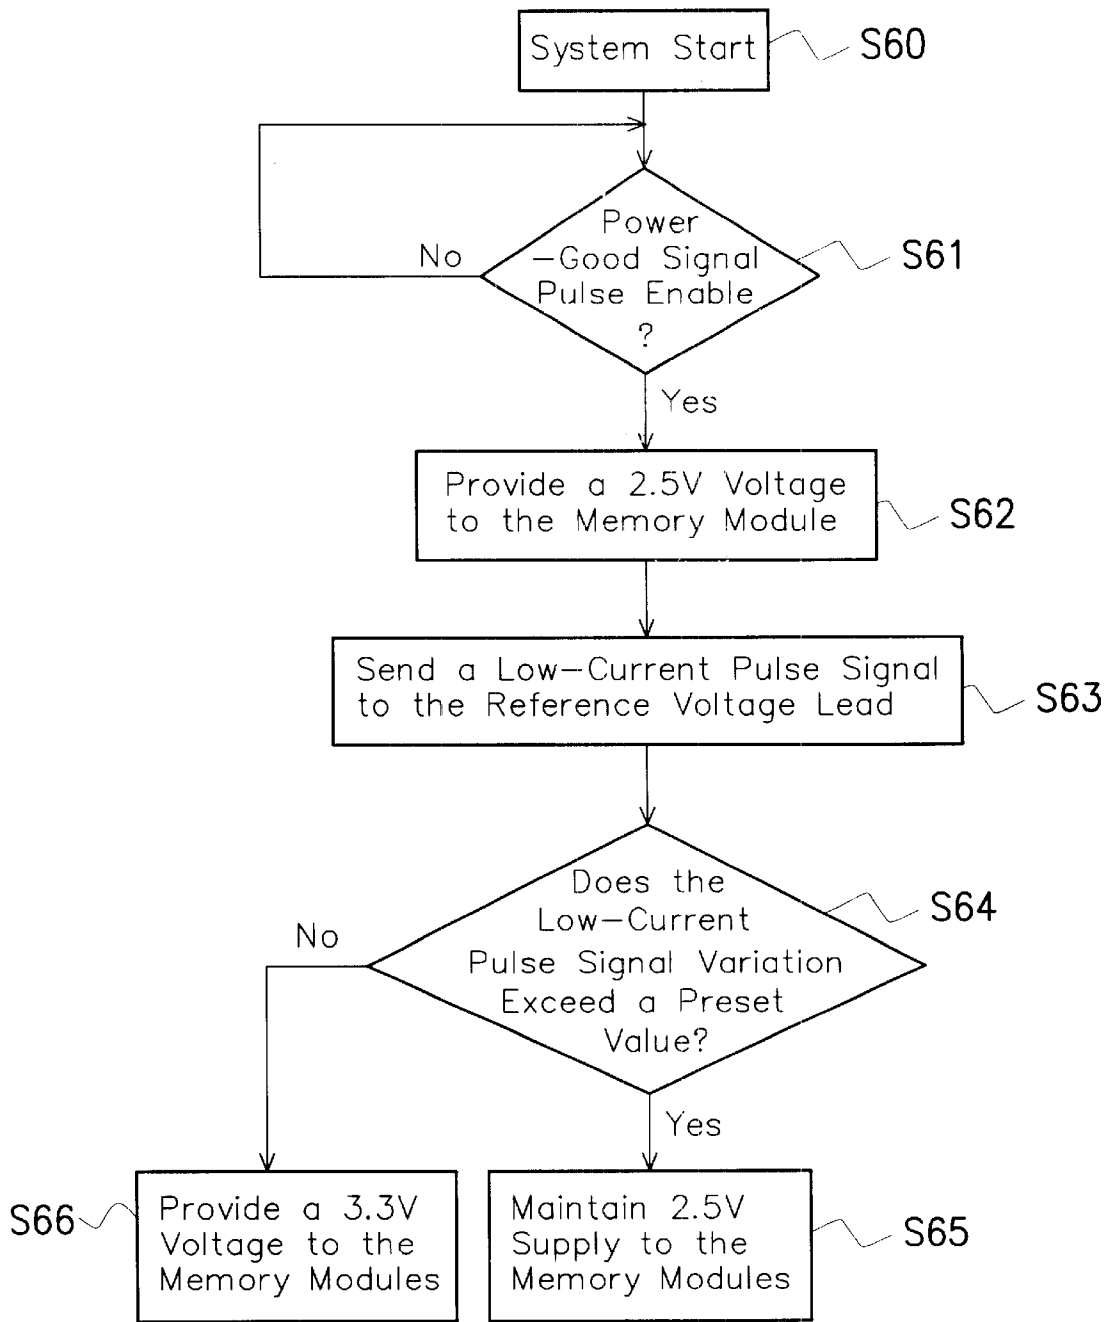 System Start
S60
Power
-Good Signal
Pulse Enable
?
S61
No
Yes
Provide a 2.5V Voltage
to the Memory Module
S62
Send a Low-Current Pulse Signal
to the Reference Voltage Lead
S63
Does the
Low-Current
Pulse Signal Variation
Exceed a Preset
Value?
S64
No
Yes
S66
Provide a 3.3V
Voltage to the
Memory Modules
Maintain 2.5V
Supply to the
Memory Modules
S65